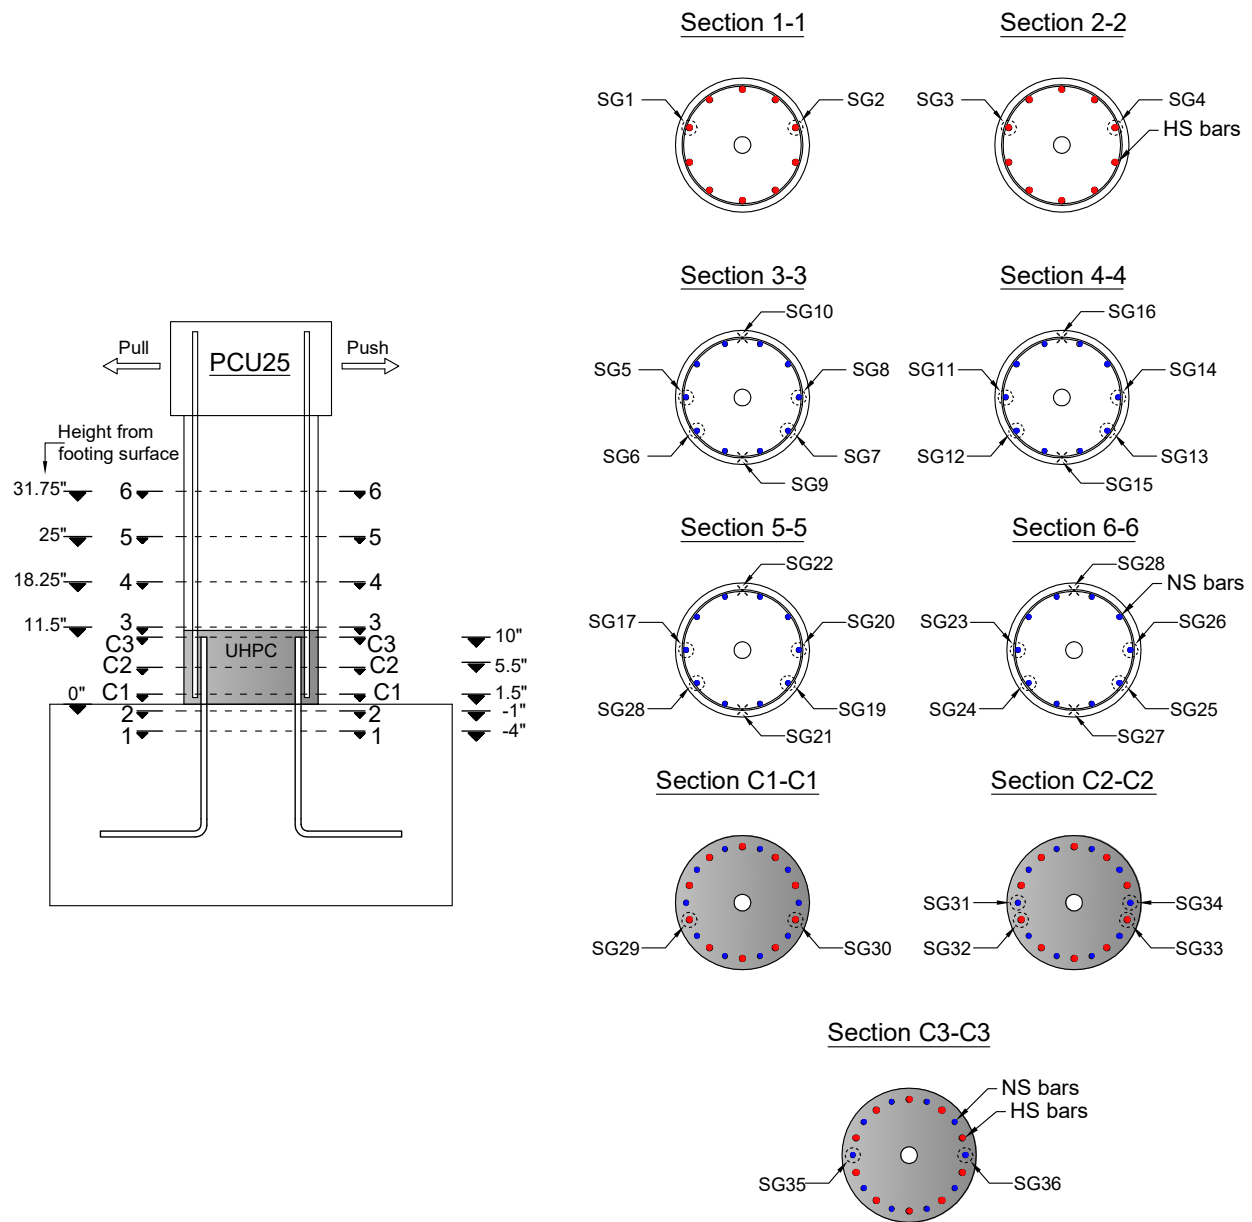 Section 1-1
Section 2-2
SG1
SG2
SG3
SG4
HS bars
Section 3-3
Section 4-4
SG10
SG16
SG5
SG8
SG11
SG14
SG6
SG7
SG12
SG13
SG9
SG15
Pull
PCU25
Push
Height from
footing surface
31.75"
6
6
25"
5
5
18.25"
4
4
11.5"
3
3
C3
UHPC
C3
10"
C2
C2
5.5"
0"
C1
C1
1.5"
2
2
-1"
1
1
-4"
Section 5-5
Section 6-6
SG22
SG28
NS bars
SG17
SG20
SG23
SG26
SG28
SG19
SG24
SG25
SG21
SG27
Section C1-C1
Section C2-C2
SG31
SG34
SG29
SG30
SG32
SG33
Section C3-C3
NS bars
HS bars
SG35
SG36